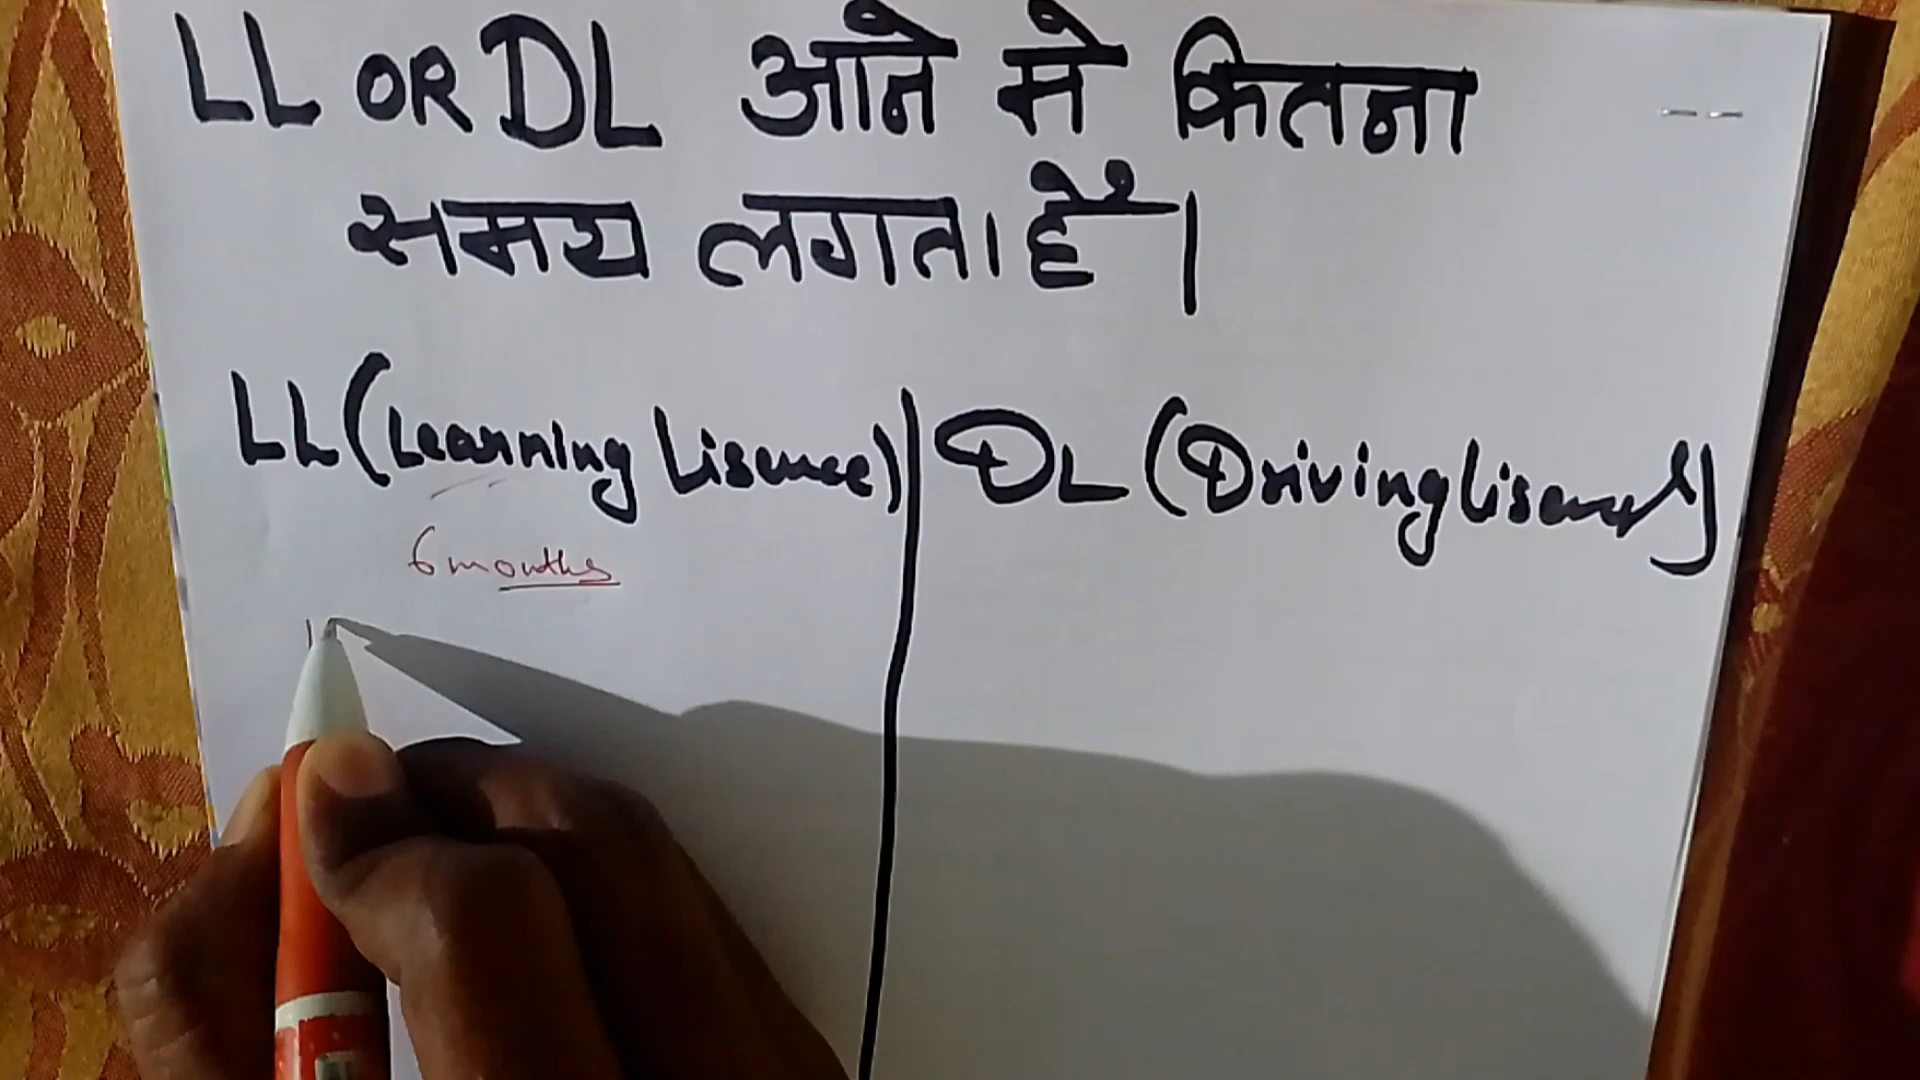 LL OR DL आने मे कितना
समय लगता है।
LL (Learning Lisence) | DL (Driving Lisence)
6 months